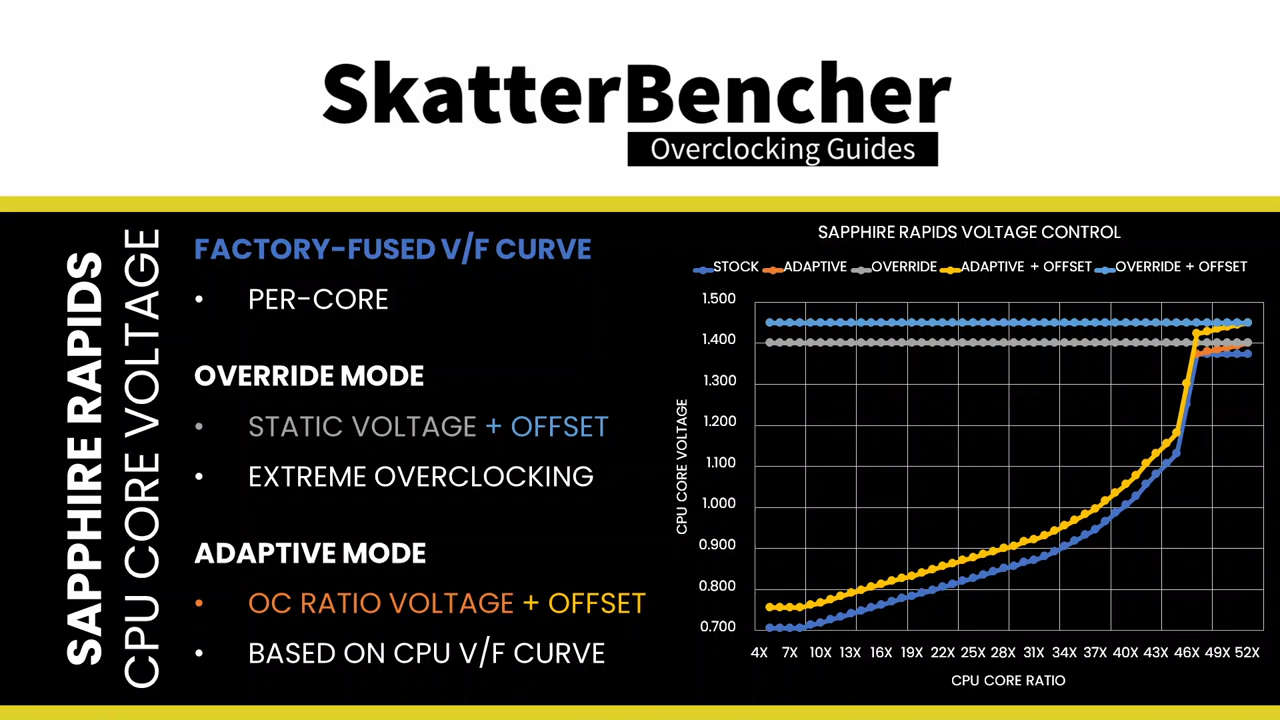 SkatterBencher
Overclocking Guides
SAPPHIRE RAPIDS
CPU CORE VOLTAGE
FACTORY-FUSED V/F CURVE
• PER-CORE
OVERRIDE MODE
• STATIC VOLTAGE + OFFSET
• EXTREME OVERCLOCKING
ADAPTIVE MODE
• OC RATIO VOLTAGE + OFFSET
• BASED ON CPU V/F CURVE
SAPPHIRE RAPIDS VOLTAGE CONTROL
STOCK ADAPTIVE OVERRIDE ADAPTIVE + OFFSET OVERRIDE + OFFSET
CPU CORE VOLTAGE
1.500
1.400
1.300
1.200
1.100
1.000
0.900
0.800
0.700
4X 7X 10X 13X 16X 19X 22X 25X 28X 31X 34X 37X 40X 43X 46X 49X 52X
CPU CORE RATIO